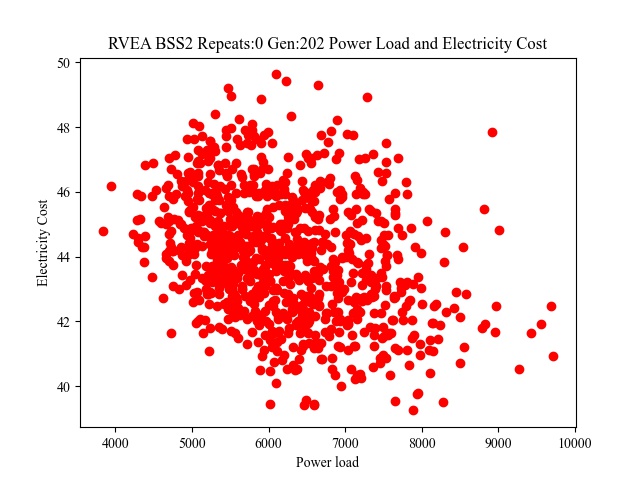 RVEA BSS2 Repeats:0 Gen:202 Power Load and Electricity Cost
50
48
46
44
42
40
Electricity Cost
4000 5000 6000 7000 8000 9000 10000
Power load